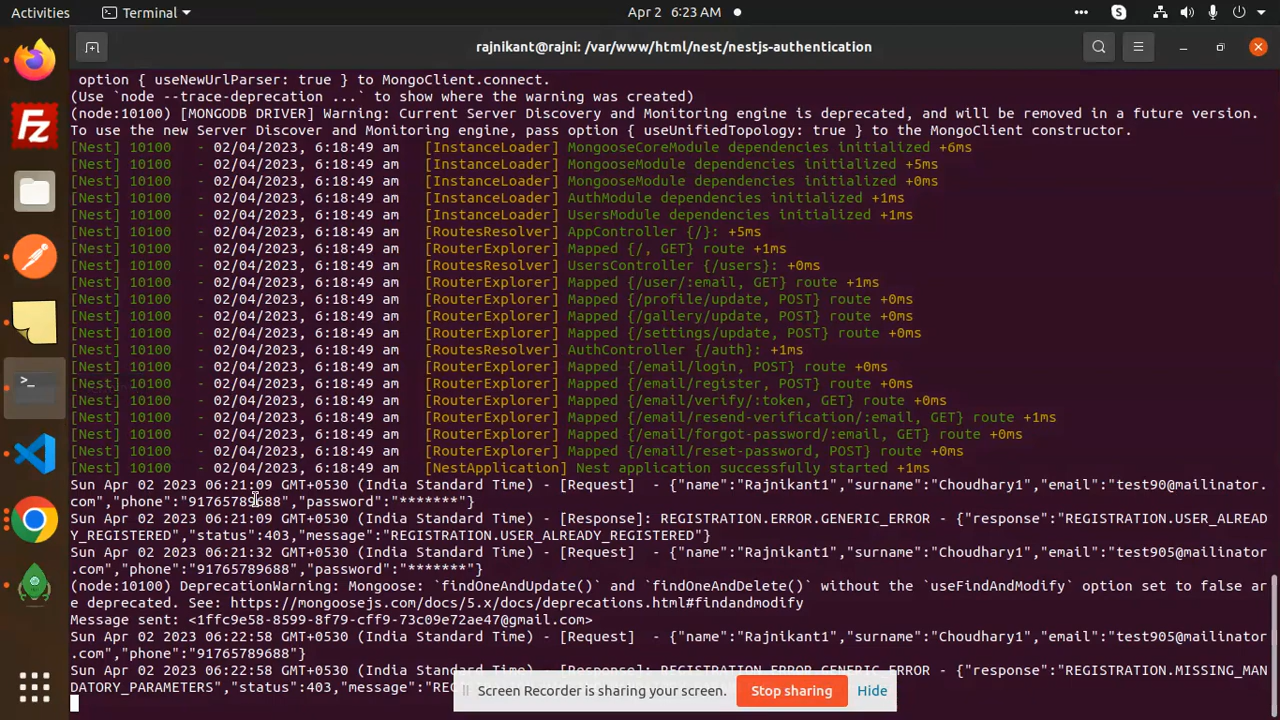 Activities
Terminal
Apr 2 6:23 AM
rajnikant@rajni: /var/www/html/nest/nestjs-authentication
option { useNewUrlParser: true } to MongoClient.connect.
(Use `node --trace-deprecation ...` to show where the warning was created)
(node:10100) [MONGODB DRIVER] Warning: Current Server Discovery and Monitoring engine is deprecated, and will be removed in a future version.
To use the new Server Discover and Monitoring engine, pass option { useUnifiedTopology: true } to the MongoClient constructor.
[Nest] 10100 - 02/04/2023, 6:18:49 am [InstanceLoader] MongooseCoreModule dependencies initialized +6ms
[Nest] 10100 - 02/04/2023, 6:18:49 am [InstanceLoader] MongooseModule dependencies initialized +5ms
[Nest] 10100 - 02/04/2023, 6:18:49 am [InstanceLoader] MongooseModule dependencies initialized +0ms
[Nest] 10100 - 02/04/2023, 6:18:49 am [InstanceLoader] AuthModule dependencies initialized +1ms
[Nest] 10100 - 02/04/2023, 6:18:49 am [InstanceLoader] UsersModule dependencies initialized +1ms
[Nest] 10100 - 02/04/2023, 6:18:49 am [RoutesResolver] AppController {/}: +5ms
[Nest] 10100 - 02/04/2023, 6:18:49 am [RouterExplorer] Mapped {/, GET} route +1ms
[Nest] 10100 - 02/04/2023, 6:18:49 am [RoutesResolver] UsersController {/users}: +0ms
[Nest] 10100 - 02/04/2023, 6:18:49 am [RouterExplorer] Mapped {/user/:email, GET} route +1ms
[Nest] 10100 - 02/04/2023, 6:18:49 am [RouterExplorer] Mapped {/profile/update, POST} route +0ms
[Nest] 10100 - 02/04/2023, 6:18:49 am [RouterExplorer] Mapped {/gallery/update, POST} route +0ms
[Nest] 10100 - 02/04/2023, 6:18:49 am [RouterExplorer] Mapped {/settings/update, POST} route +0ms
[Nest] 10100 - 02/04/2023, 6:18:49 am [RoutesResolver] AuthController {/auth}: +1ms
[Nest] 10100 - 02/04/2023, 6:18:49 am [RouterExplorer] Mapped {/email/login, POST} route +0ms
[Nest] 10100 - 02/04/2023, 6:18:49 am [RouterExplorer] Mapped {/email/register, POST} route +0ms
[Nest] 10100 - 02/04/2023, 6:18:49 am [RouterExplorer] Mapped {/email/verify/:token, GET} route +0ms
[Nest] 10100 - 02/04/2023, 6:18:49 am [RouterExplorer] Mapped {/email/resend-verification/:email, GET} route +1ms
[Nest] 10100 - 02/04/2023, 6:18:49 am [RouterExplorer] Mapped {/email/forgot-password/:email, GET} route +0ms
[Nest] 10100 - 02/04/2023, 6:18:49 am [RouterExplorer] Mapped {/email/reset-password, POST} route +0ms
[Nest] 10100 - 02/04/2023, 6:18:49 am [NestApplication] Nest application successfully started +1ms
Sun Apr 02 2023 06:21:09 GMT+0530 (India Standard Time) - [Request] - {"name":"Rajnikant1","surname":"Choudhary1","email":"test90@mailinator.
com","phone":"91765789688","password":"*******"}
Sun Apr 02 2023 06:21:09 GMT+0530 (India Standard Time) - [Response]: REGISTRATION.ERROR.GENERIC_ERROR - {"response":"REGISTRATION.USER_ALREAD
Y_REGISTERED","status":403,"message":"REGISTRATION.USER_ALREADY_REGISTERED"}
Sun Apr 02 2023 06:21:32 GMT+0530 (India Standard Time) - [Request] - {"name":"Rajnikant1","surname":"Choudhary1","email":"test905@mailinator
.com","phone":"91765789688","password":"*******"}
(node:10100) DeprecationWarning: Mongoose: `findOneAndUpdate()` and `findOneAndDelete()` without the `useFindAndModify` option set to false ar
e deprecated. See: https://mongoosejs.com/docs/5.x/docs/deprecations.html#findandmodify
Message sent: <1ffc9e58-8599-8f79-cff9-73c09e72ae47@gmail.com>
Sun Apr 02 2023 06:22:58 GMT+0530 (India Standard Time) - [Request] - {"name":"Rajnikant1","surname":"Choudhary1","email":"test905@mailinator
.com","phone":"91765789688"}
Sun Apr 02 2023 06:22:58 GMT+0530 (India Standard Time) - [Response]: REGISTRATION.ERROR.GENERIC_ERROR - {"response":"REGISTRATION.MISSING_MAN
DATORY_PARAMETERS","status":403,"message":"REG
Screen Recorder is sharing your screen.
Stop sharing
Hide